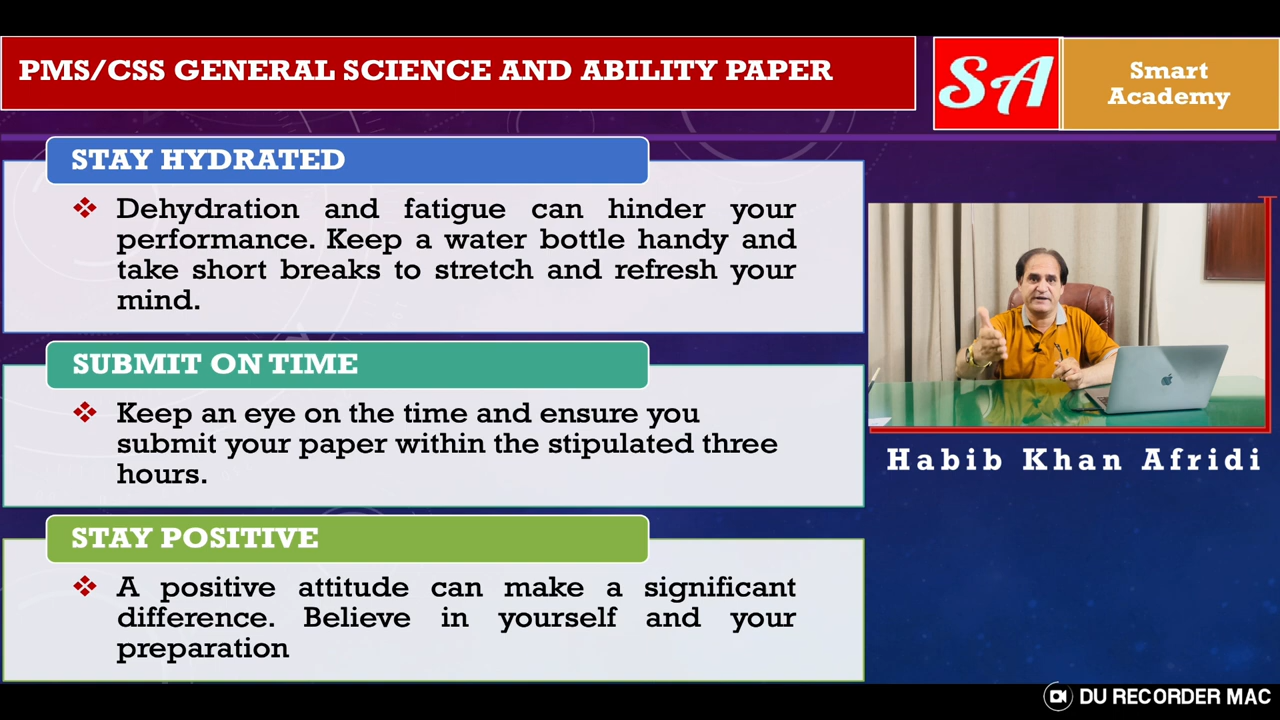 PMS/CSS GENERAL SCIENCE AND ABILITY PAPER
SA
Smart
Academy
STAY HYDRATED
Dehydration and fatigue can hinder your
performance. Keep a water bottle handy and
take short breaks to stretch and refresh your
mind.
SUBMIT ON TIME
Keep an eye on the time and ensure you
submit your paper within the stipulated three
hours.
STAY POSITIVE
A positive attitude can make a significant
difference. Believe in yourself and your
preparation
Habib Khan Afridi
DU RECORDER MAC